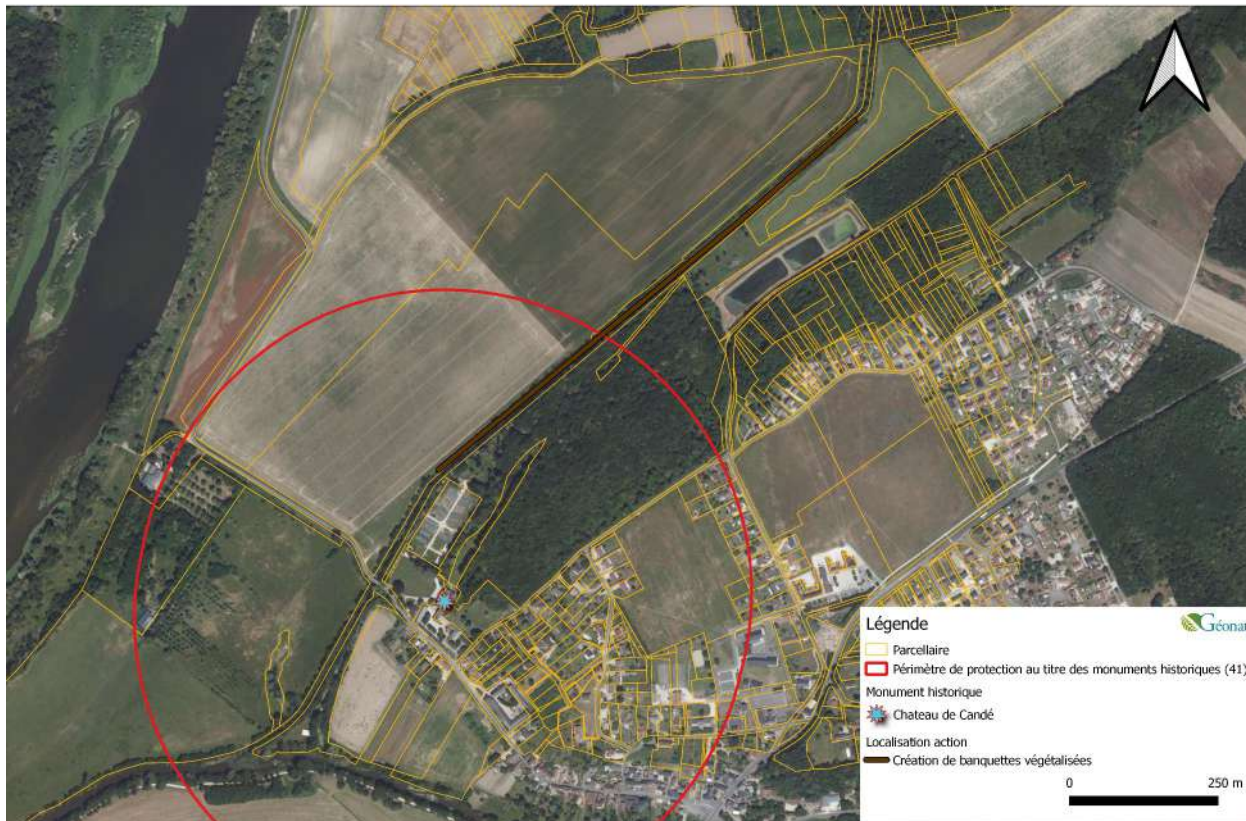 Légende
Géonat
Parcellaire
Périmètre de protection au titre des monuments historiques (41)
Monument historique
Chateau de Candé
Localisation action
Création de banquettes végétalisées
0 250 m